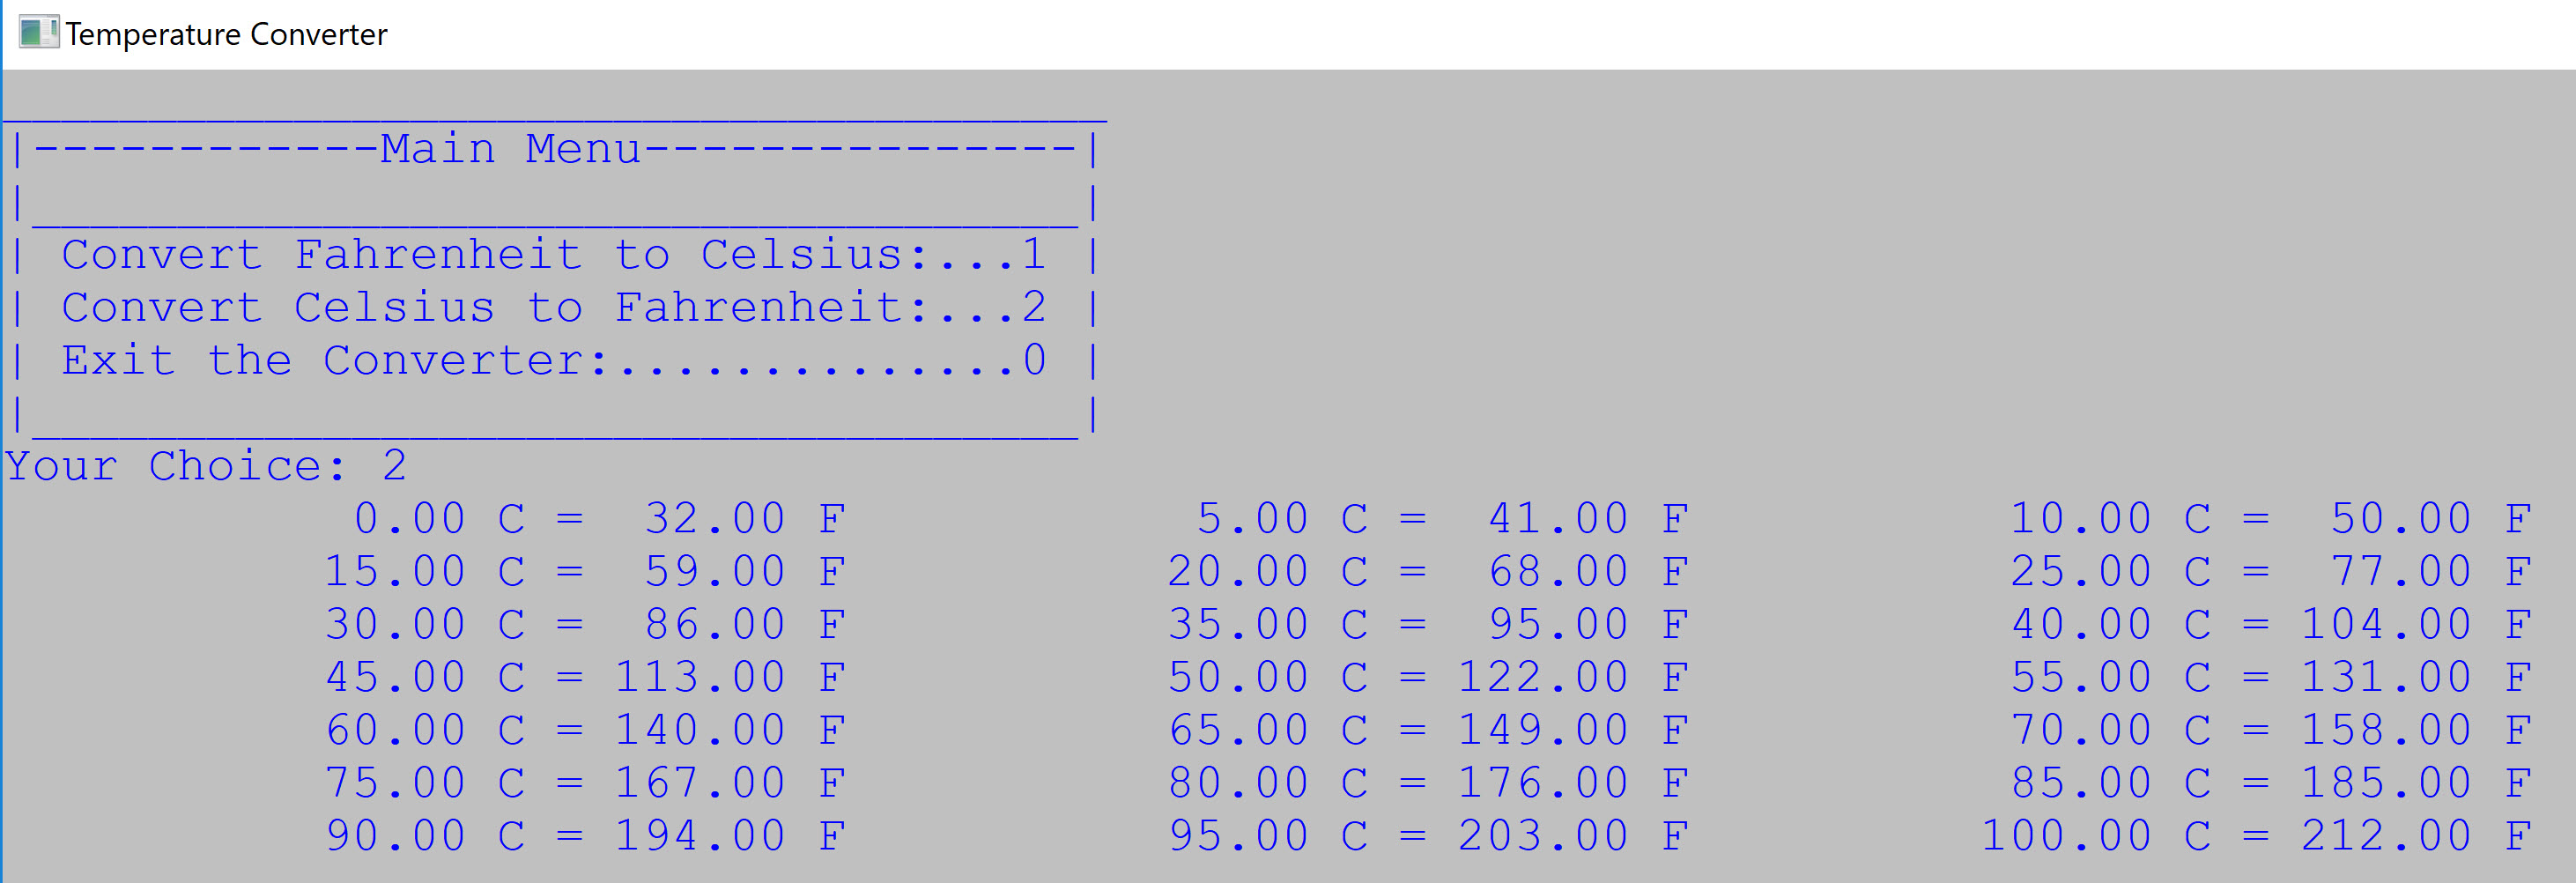 Temperature Converter
______________________________________
|------------Main Menu---------------|
|____________________________________|
| Convert Fahrenheit to Celsius:...1 |
| Convert Celsius to Fahrenheit:...2 |
| Exit the Converter:..............0 |
|____________________________________|
Your Choice: 2
0.00 C =  32.00 F 5.00 C =  41.00 F 10.00 C =  50.00 F
15.00 C =  59.00 F 20.00 C =  68.00 F 25.00 C =  77.00 F
30.00 C =  86.00 F 35.00 C =  95.00 F 40.00 C = 104.00 F
45.00 C = 113.00 F 50.00 C = 122.00 F 55.00 C = 131.00 F
60.00 C = 140.00 F 65.00 C = 149.00 F 70.00 C = 158.00 F
75.00 C = 167.00 F 80.00 C = 176.00 F 85.00 C = 185.00 F
90.00 C = 194.00 F 95.00 C = 203.00 F 100.00 C = 212.00 F